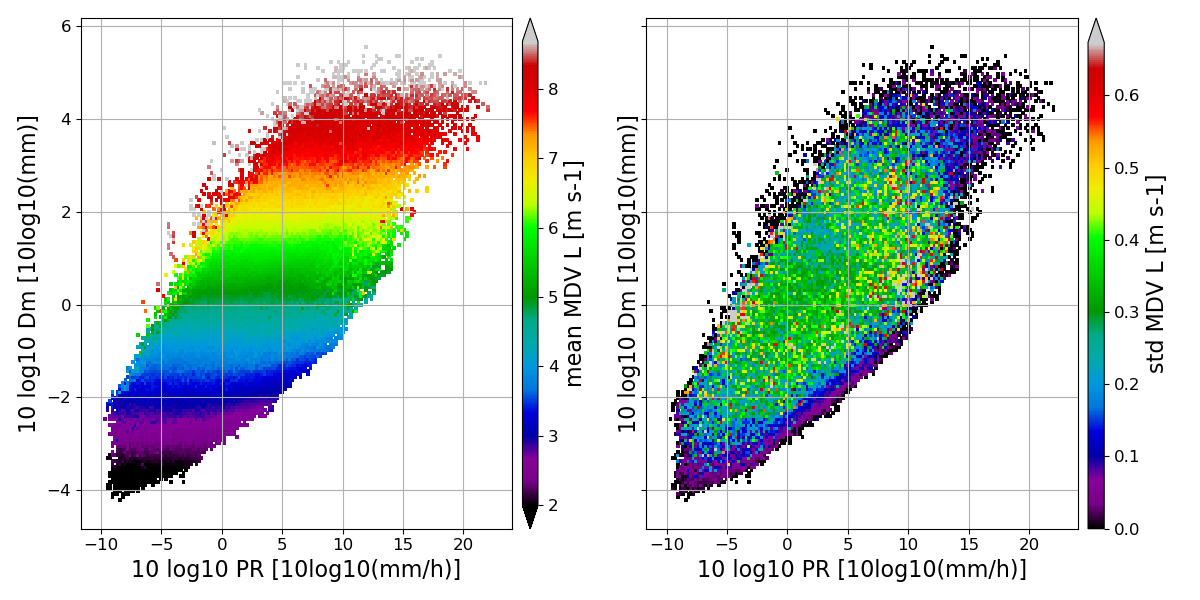 6
4
2
0
−2
−4
10 log10 Dm [10log10(mm)]
−10 −5 0 5 10 15 20
10 log10 PR [10log10(mm/h)]
8
7
6
5
4
3
2
mean MDV L [m s-1]
10 log10 Dm [10log10(mm)]
−10 −5 0 5 10 15 20
10 log10 PR [10log10(mm/h)]
0.6
0.5
0.4
0.3
0.2
0.1
0.0
std MDV L [m s-1]